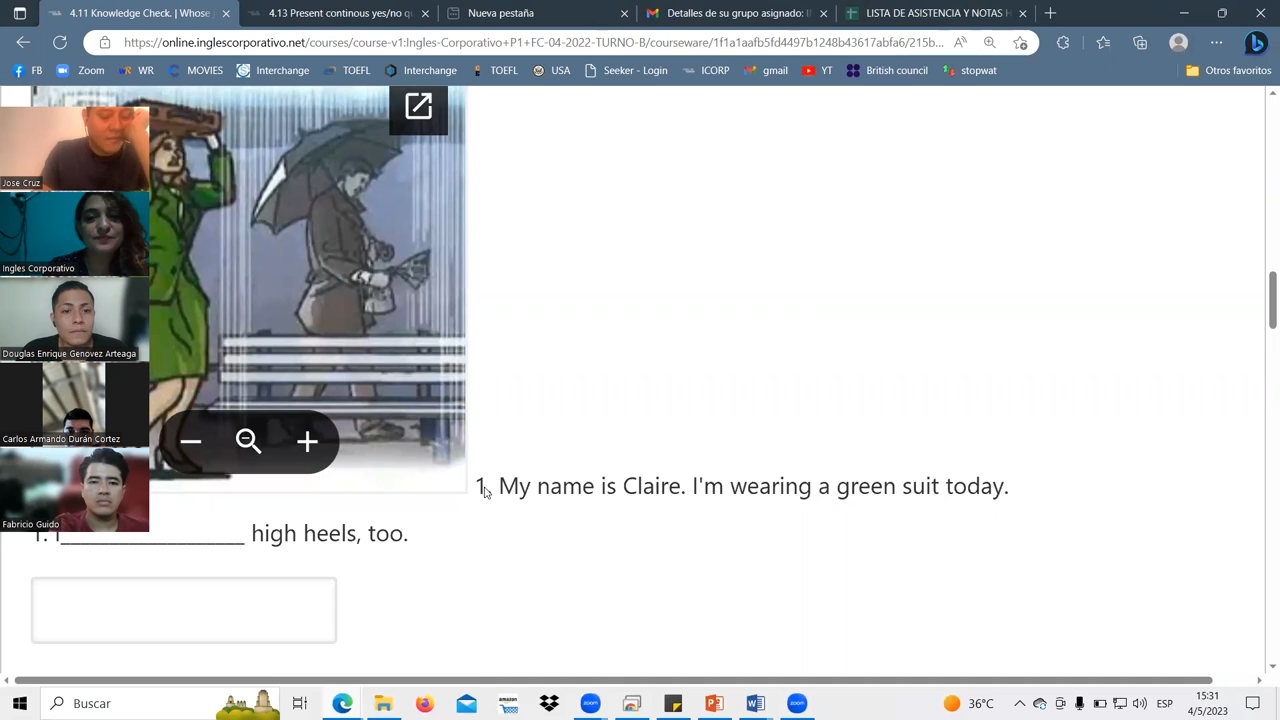 4.11 Knowledge Check. | Whose
4.13 Present continous yes/no qu
Nueva pestaña
Detalles de su grupo asignado: IN
LISTA DE ASISTENCIA Y NOTAS H
https://online.inglescorporativo.net/courses/course-v1:Ingles-Corporativo+P1+FC-04-2022-TURNO-B/courseware/1f1a1aafb5fd4497b1248b43617abfa6/215b...
FB
Zoom
WR
MOVIES
Interchange
TOEFL
Interchange
TOEFL
USA
Seeker - Login
ICORP
gmail
YT
British council
stopwat
Otros favoritos
Jose Cruz
Ingles Corporativo
Douglas Enrique Genovez Arteaga
Carlos Armando Durán Cortez
Fabricio Guido
1. My name is Claire. I'm wearing a green suit today.
1. I__________________ high heels, too.
Buscar
36°C
ESP
15:31
4/5/2023